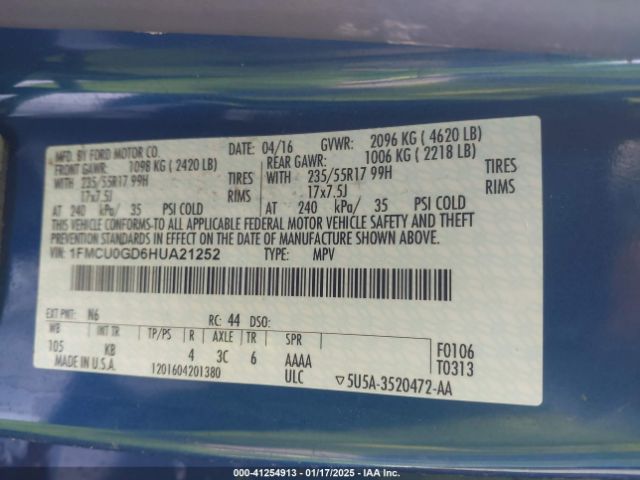 MFD. BY FORD MOTOR CO. DATE: 04/16 GVWR: 2096 KG ( 4620 LB)
FRONT GAWR: 1098 KG ( 2420 LB) REAR GAWR: 1006 KG ( 2218 LB)
WITH 235/55R17 99H TIRES WITH 235/55R17 99H TIRES
17x7.5J RIMS 17x7.5J RIMS
AT 240 kPa/ 35 PSI COLD AT 240 kPa/ 35 PSI COLD
THIS VEHICLE CONFORMS TO ALL APPLICABLE FEDERAL MOTOR VEHICLE SAFETY AND THEFT
PREVENTION STANDARDS IN EFFECT ON THE DATE OF MANUFACTURE SHOWN ABOVE.
VIN: 1FMCU0GD6HUA21252 TYPE: MPV
EXT PNT: N6 RC: 44 DSO:
WB INT TR TP/PS R AXLE TR SPR F0106
105 KB 4 3C 6 AAAA T0313
MADE IN U.S.A. 1201604201380 ULC ▽5U5A-3520472-AA
000-41254913 - 01/17/2025 - IAA Inc.